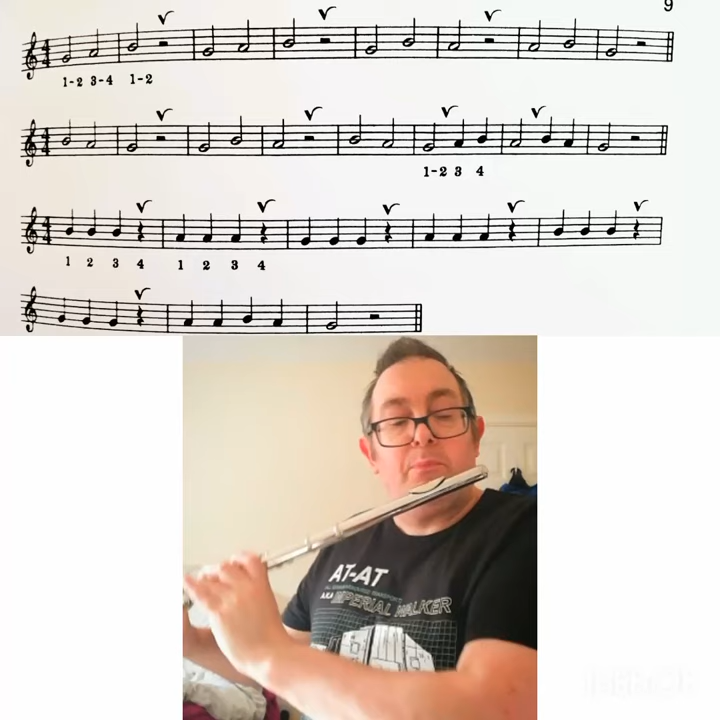 9
1-2 3-4 1-2
1-2 3 4
1 2 3 4 1 2 3 4
AT-AT
AKA IMPERIAL WALKER